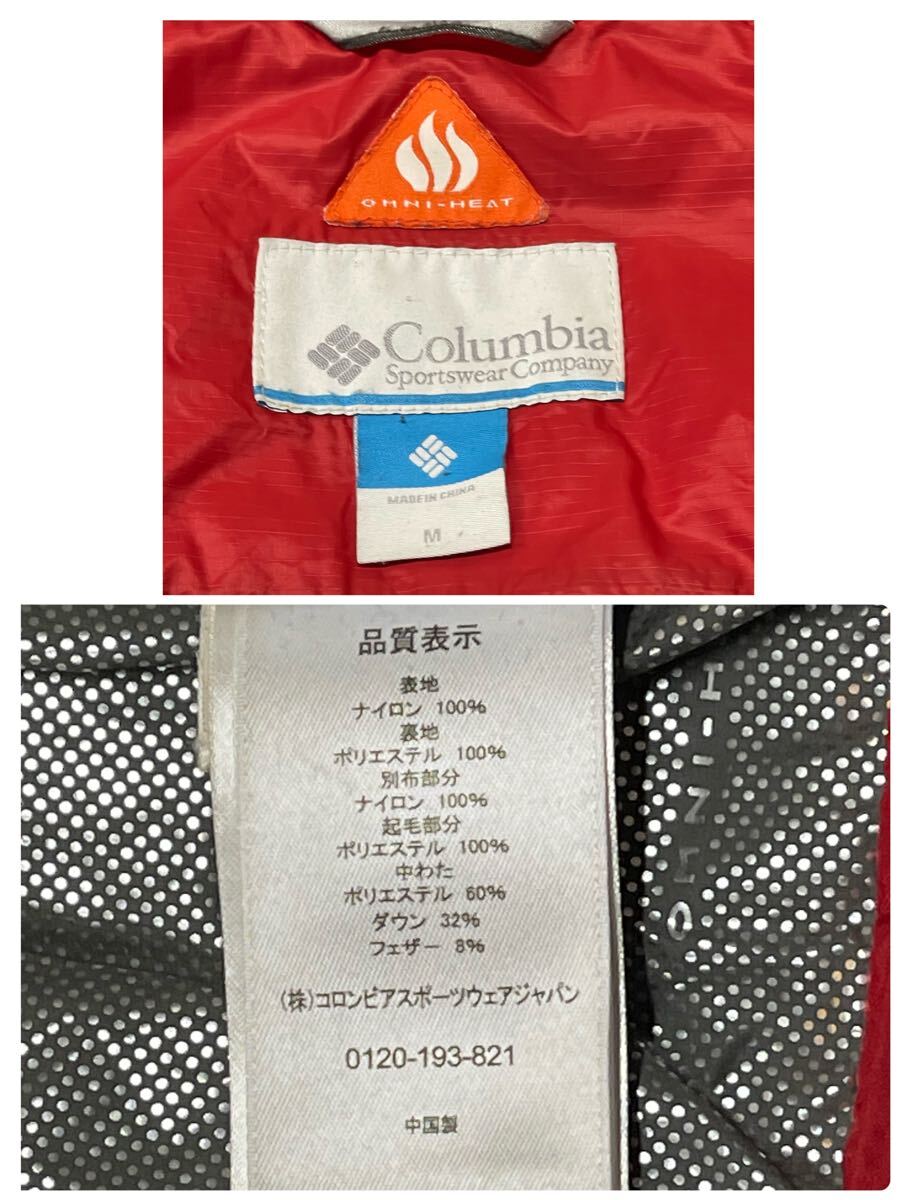 OMNI-HEAT
Columbia
Sportswear Company
MADE IN CHINA
M
品質表示
表地
ナイロン 100%
裏地
ポリエステル 100%
別布部分
ナイロン 100%
起毛部分
ポリエステル 100%
中わた
ポリエステル 60%
ダウン 32%
フェザー 8%
(株)コロンビアスポーツウェアジャパン
0120-193-821
中国製
OMNI-H